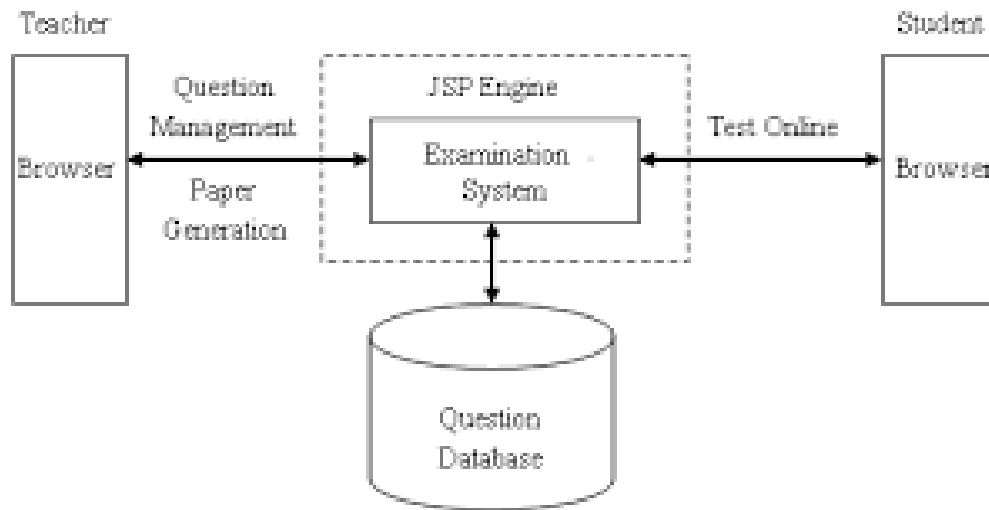 Teacher
Student
Question
Management
JSP Engine
Test Online
Browser
Examination
System
Browser
Paper
Generation
Question
Database